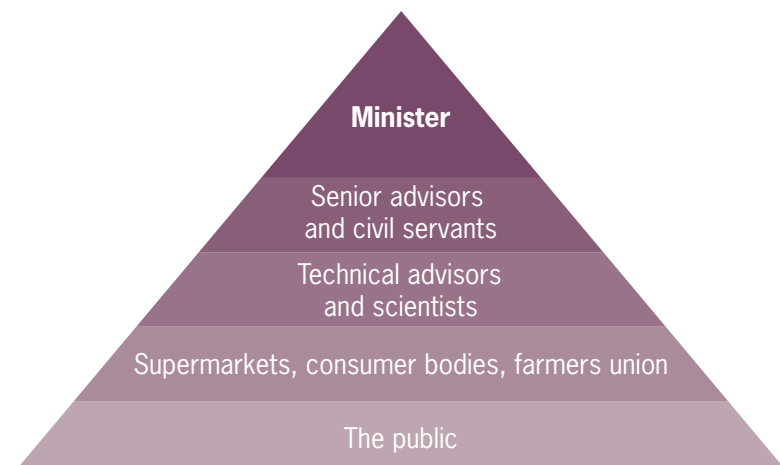 Minister
Senior advisors
and civil servants
Technical advisors
and scientists
Supermarkets, consumer bodies, farmers union
The public